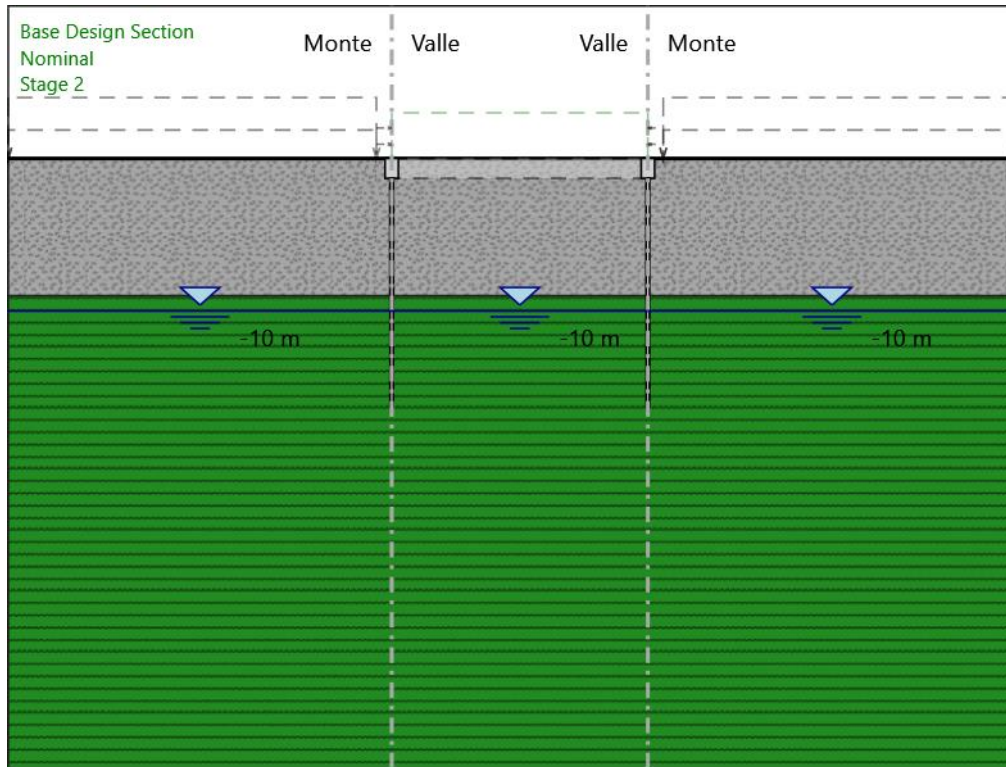 Base Design Section
Nominal
Stage 2
Monte
Valle
Valle
Monte
-10 m
-10 m
-10 m